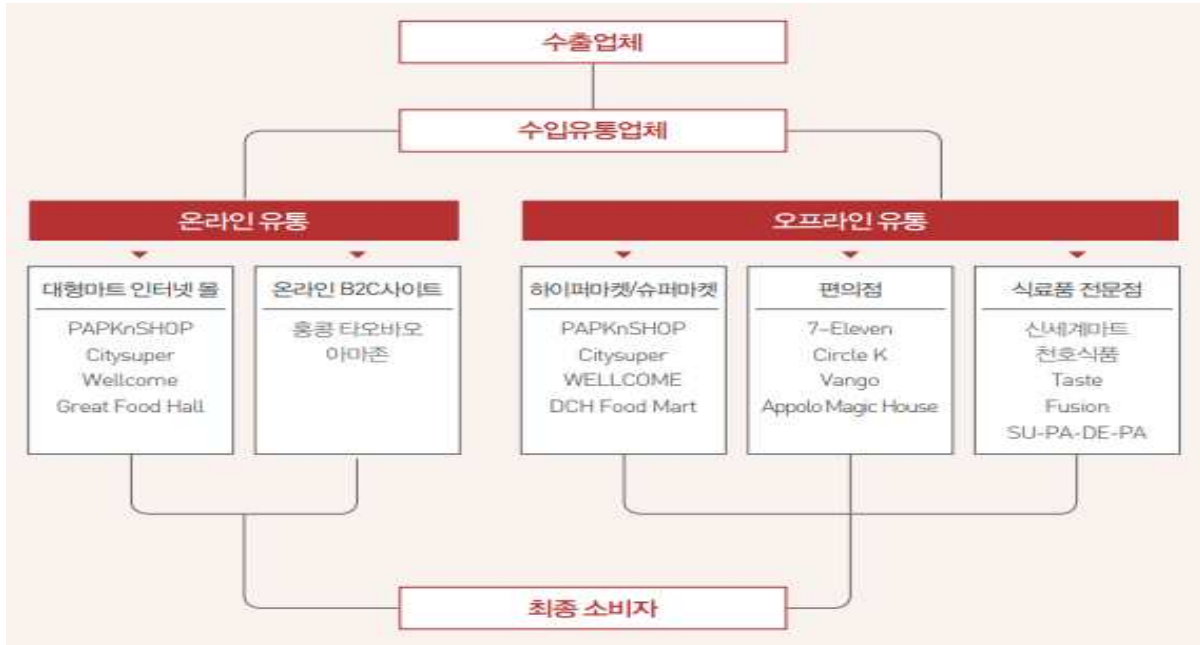 수출업체
수입유통업체
온라인 유통
오프라인 유통
대형마트 인터넷 몰
PAPKnSHOP
Citysuper
Wellcome
Great Food Hall
온라인 B2C사이트
홍콩 타오바오
아마존
하이퍼마켓/슈퍼마켓
PAPKnSHOP
Citysuper
WELLCOME
DCH Food Mart
편의점
7-Eleven
Circle K
Vango
Appolo Magic House
식료품 전문점
신세계마트
천호식품
Taste
Fusion
SU-PA-DE-PA
최종 소비자